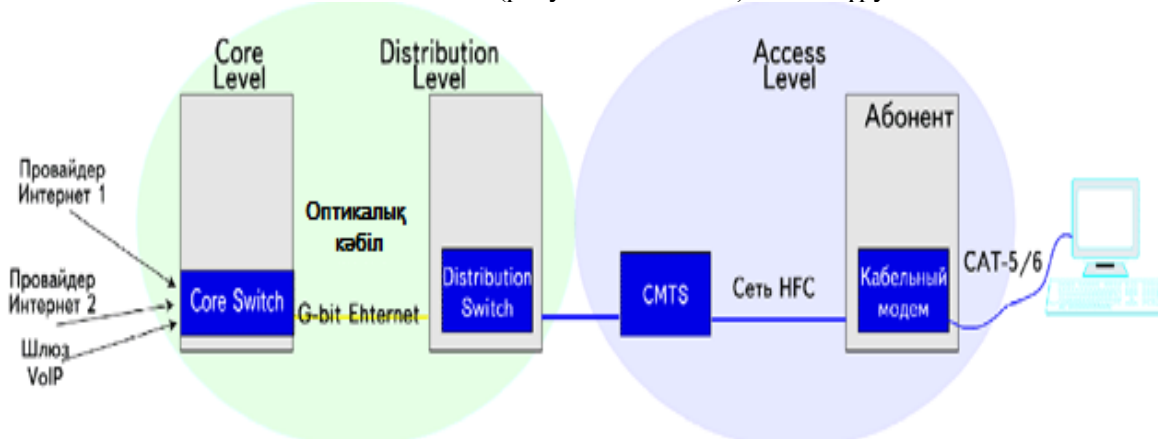 Core
Level
Distribution
Level
Access
Level
Абонент
Провайдер
Интернет 1
Оптикалық
кәбіл
Провайдер
Интернет 2
Шлюз
VoIP
Core Switch
G-bit Ehternet
Distribution
Switch
CMTS
Сеть HFC
Кабельный
модем
CAT-5/6